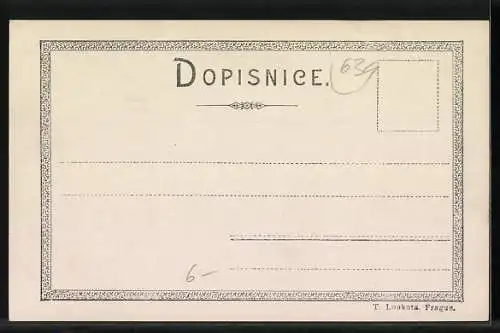 DOPISNICE.
639
6-
T. Loukota. Prague.